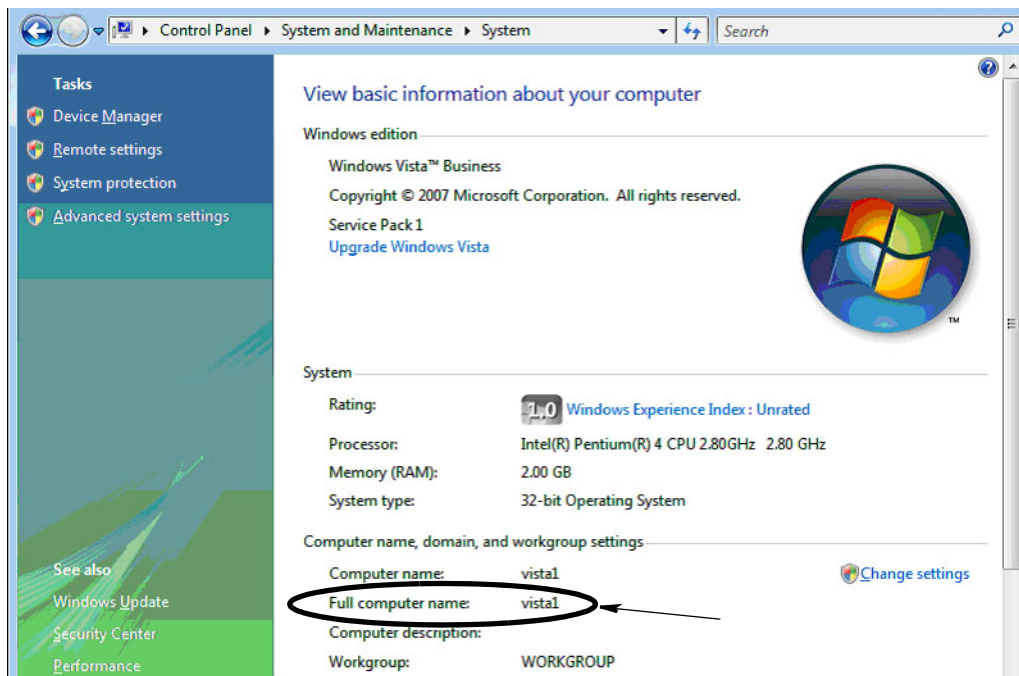 Control Panel ▸ System and Maintenance ▸ System
Search
Tasks
Device Manager
Remote settings
System protection
Advanced system settings
See also
Windows Update
Security Center
Performance
View basic information about your computer
Windows edition
Windows Vista™ Business
Copyright © 2007 Microsoft Corporation. All rights reserved.
Service Pack 1
Upgrade Windows Vista
TM
System
Rating: 1,0 Windows Experience Index : Unrated
Processor: Intel(R) Pentium(R) 4 CPU 2.80GHz 2.80 GHz
Memory (RAM): 2.00 GB
System type: 32-bit Operating System
Computer name, domain, and workgroup settings
Computer name: vista1
Change settings
Full computer name: vista1
Computer description:
Workgroup: WORKGROUP